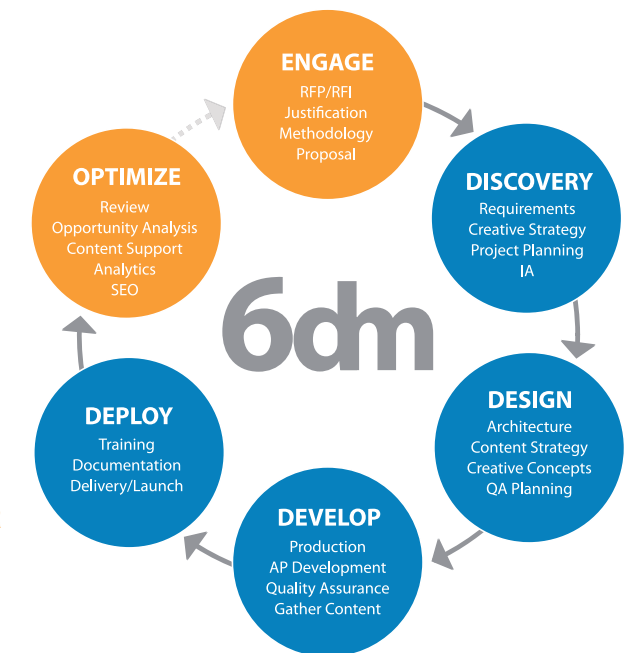 ENGAGE
RFP/RFI
Justification
Methodology
Proposal
DISCOVERY
Requirements
Creative Strategy
Project Planning
IA
DESIGN
Architecture
Content Strategy
Creative Concepts
QA Planning
DEVELOP
Production
AP Development
Quality Assurance
Gather Content
DEPLOY
Training
Documentation
Delivery/Launch
OPTIMIZE
Review
Opportunity Analysis
Content Support
Analytics
SEO
6dm